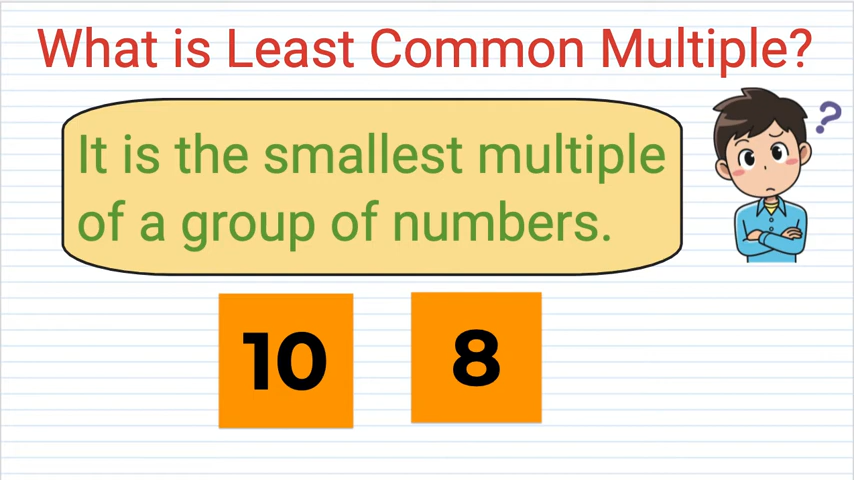 What is Least Common Multiple?
?
It is the smallest multiple
of a group of numbers.
10 8